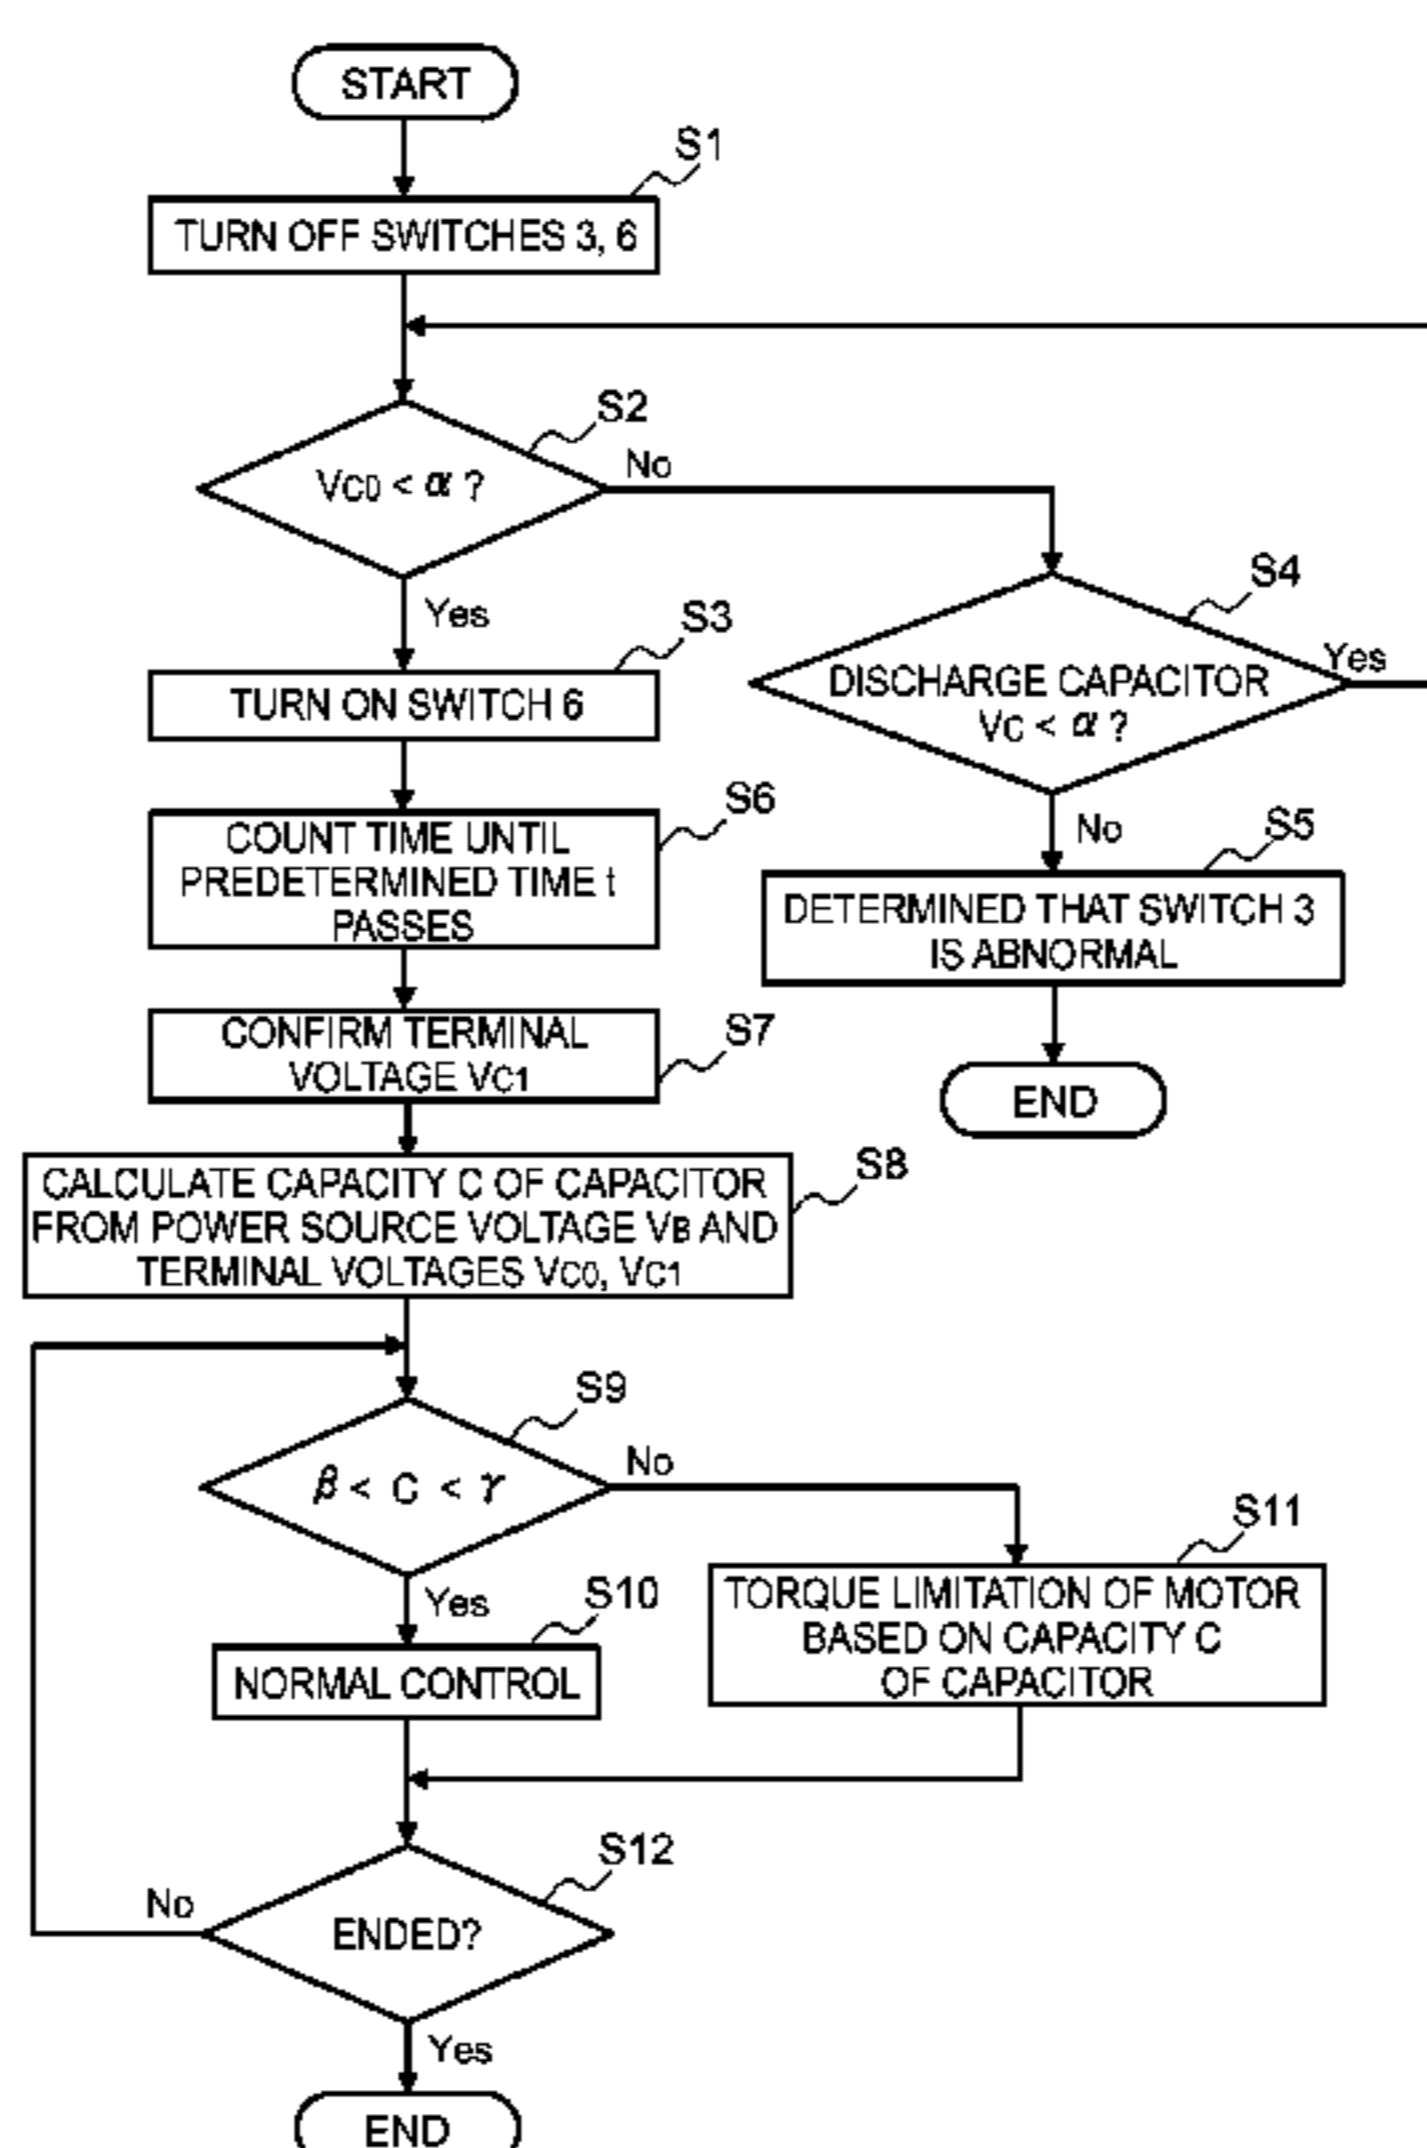 START
S1
TURN OFF SWITCHES 3, 6
S2
VC0 < α ?
No
Yes
S3
TURN ON SWITCH 6
S4
DISCHARGE CAPACITOR
VC < α ?
Yes
No
S5
DETERMINED THAT SWITCH 3
IS ABNORMAL
END
S6
COUNT TIME UNTIL
PREDETERMINED TIME t
PASSES
S7
CONFIRM TERMINAL
VOLTAGE VC1
S8
CALCULATE CAPACITY C OF CAPACITOR
FROM POWER SOURCE VOLTAGE VB AND
TERMINAL VOLTAGES VC0, VC1
S9
β < C < γ
No
Yes
S10
NORMAL CONTROL
S11
TORQUE LIMITATION OF MOTOR
BASED ON CAPACITY C
OF CAPACITOR
S12
ENDED?
No
Yes
END